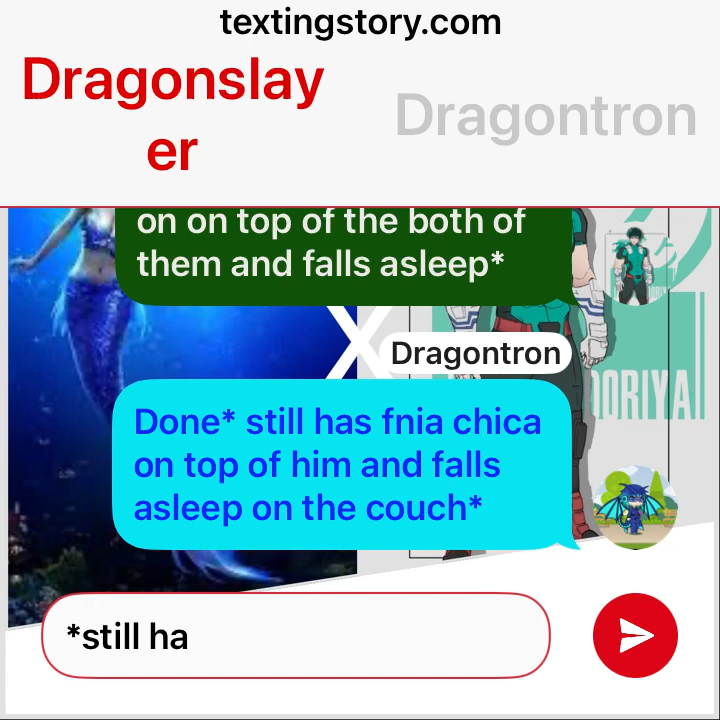 textingstory.com
Dragonslay
er
Dragontron
on on top of the both of
them and falls asleep*
Dragontron
ORIYA
Done* still has fnia chica
on top of him and falls
asleep on the couch*
*still ha